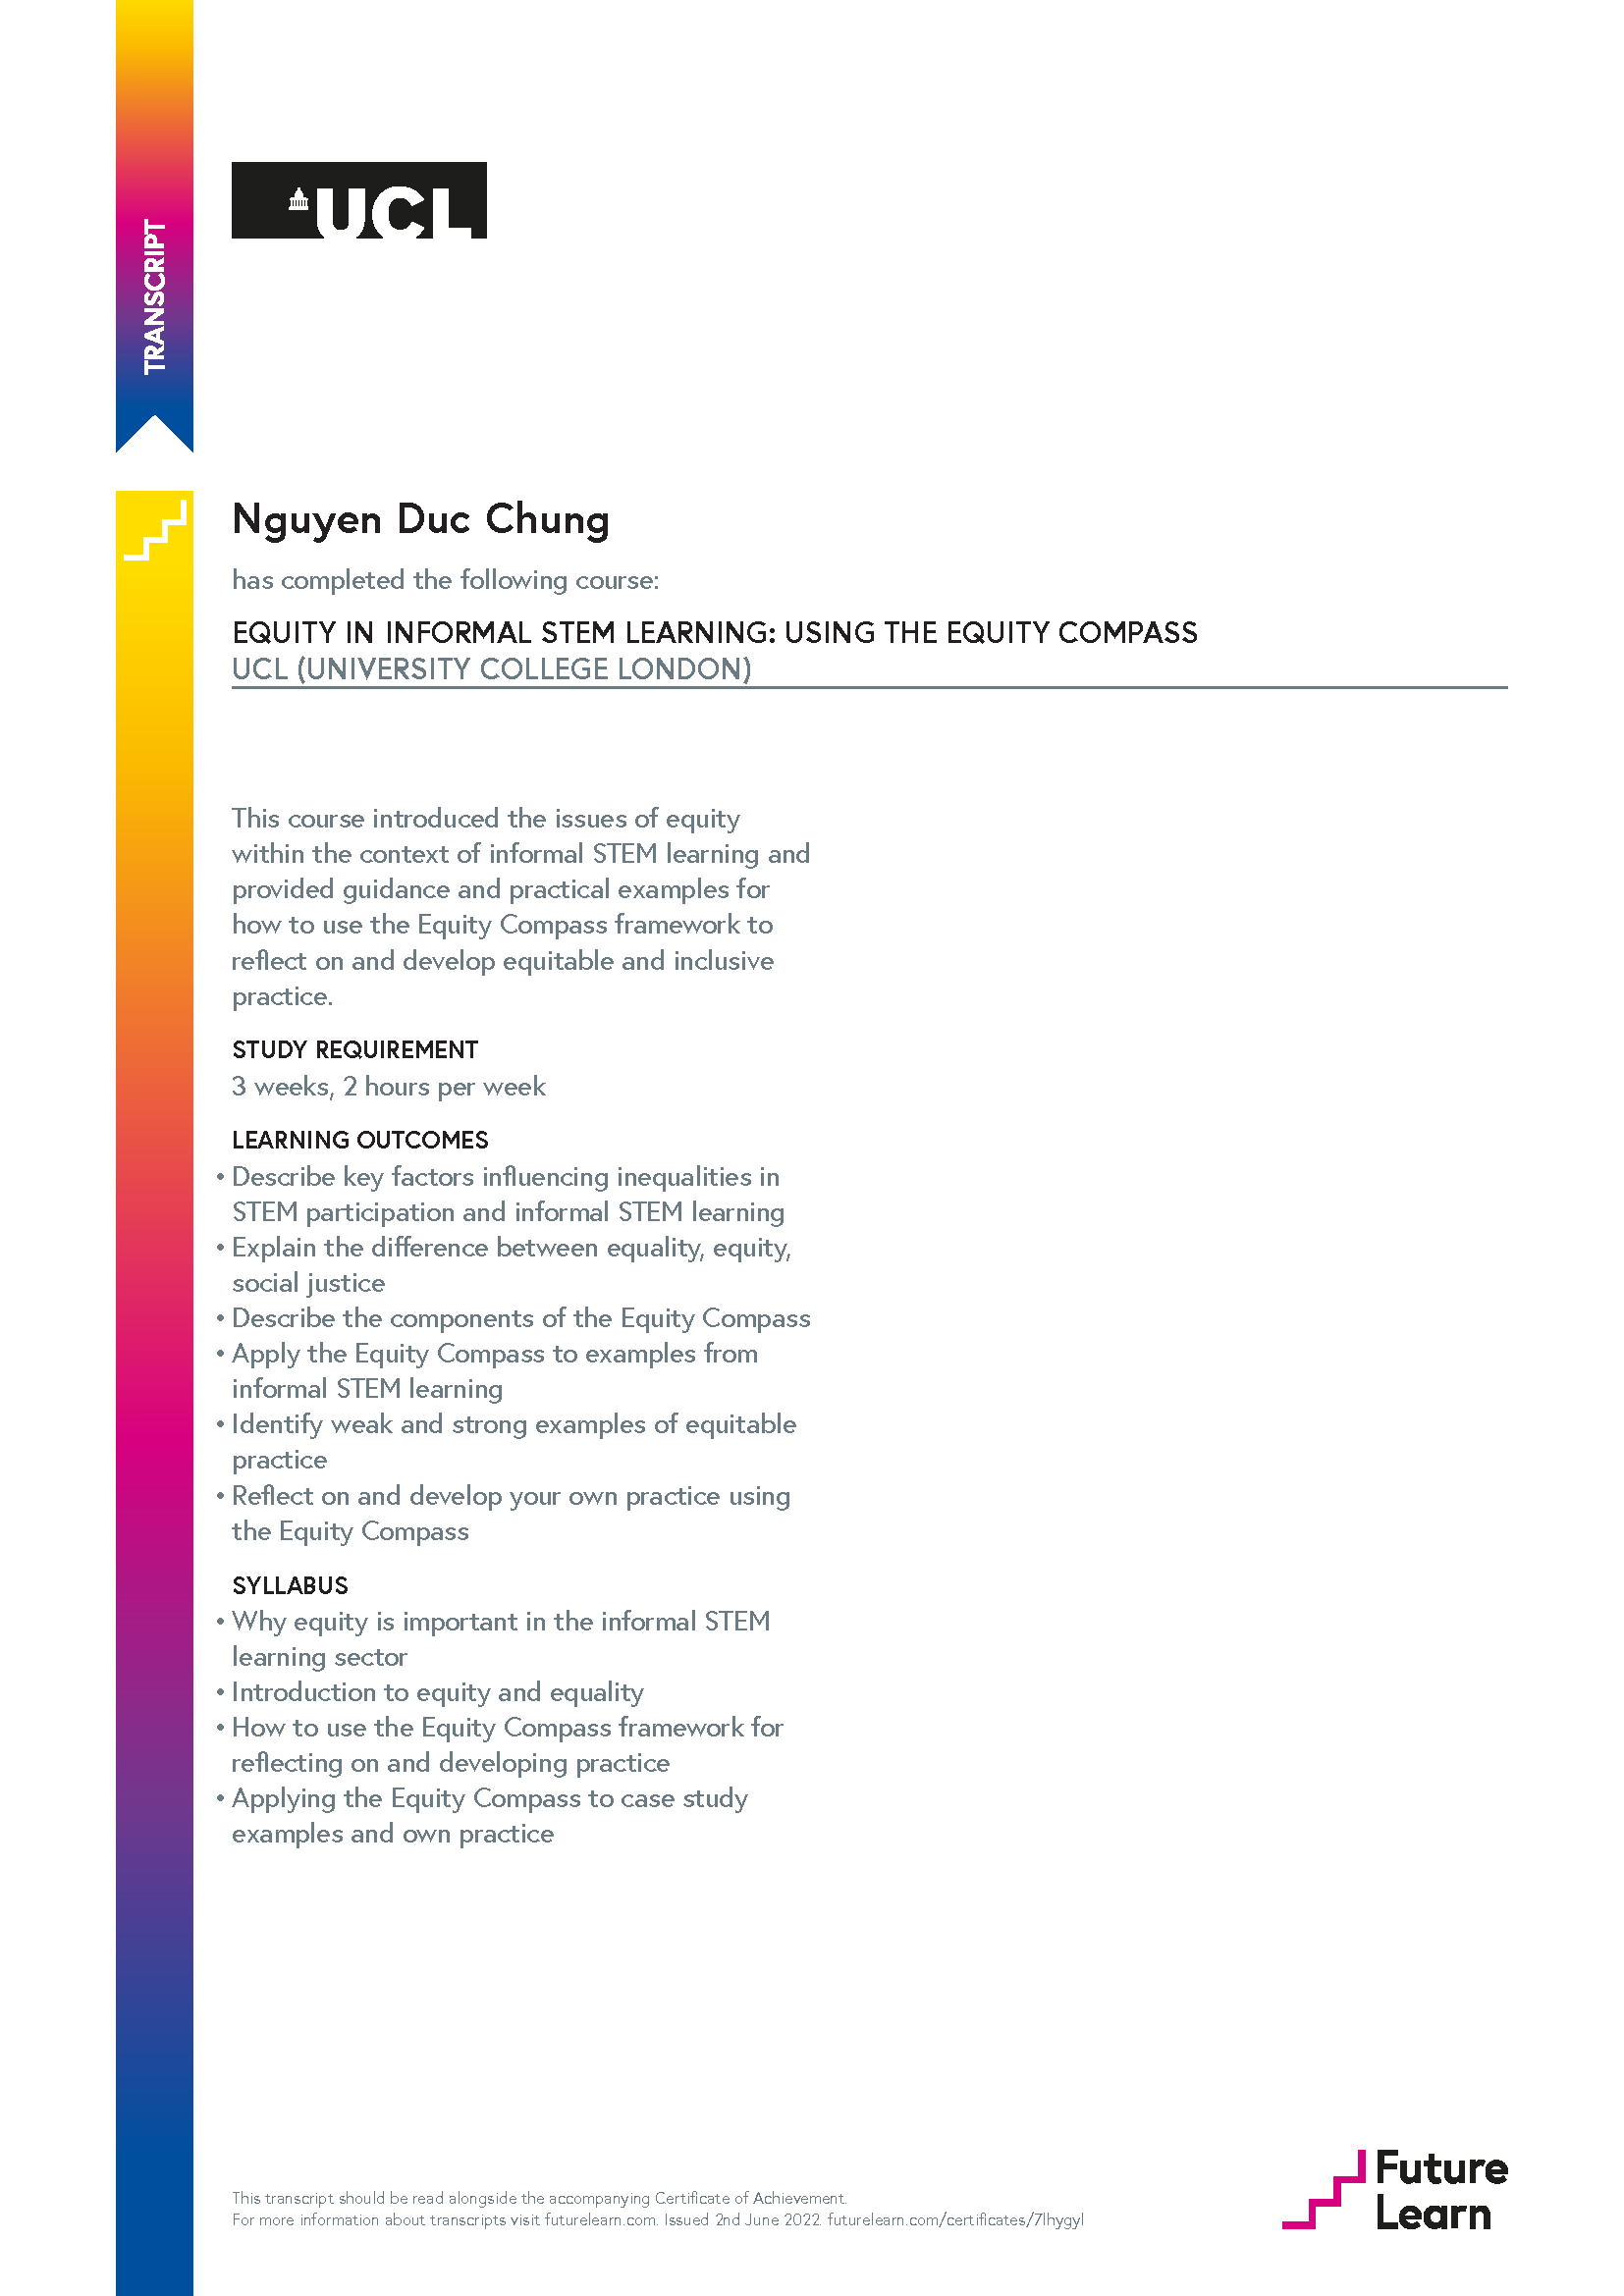 TRANSCRIPT
UCL
Nguyen Duc Chung
has completed the following course:
EQUITY IN INFORMAL STEM LEARNING: USING THE EQUITY COMPASS
UCL (UNIVERSITY COLLEGE LONDON)
This course introduced the issues of equity
within the context of informal STEM learning and
provided guidance and practical examples for
how to use the Equity Compass framework to
reflect on and develop equitable and inclusive
practice.
STUDY REQUIREMENT
3 weeks, 2 hours per week
LEARNING OUTCOMES
• Describe key factors influencing inequalities in
STEM participation and informal STEM learning
• Explain the difference between equality, equity,
social justice
• Describe the components of the Equity Compass
• Apply the Equity Compass to examples from
informal STEM learning
• Identify weak and strong examples of equitable
practice
• Reflect on and develop your own practice using
the Equity Compass
SYLLABUS
• Why equity is important in the informal STEM
learning sector
• Introduction to equity and equality
• How to use the Equity Compass framework for
reflecting on and developing practice
• Applying the Equity Compass to case study
examples and own practice
This transcript should be read alongside the accompanying Certificate of Achievement.
For more information about transcripts visit futurelearn.com. Issued 2nd June 2022. futurelearn.com/certificates/7lhygyl
Future
Learn